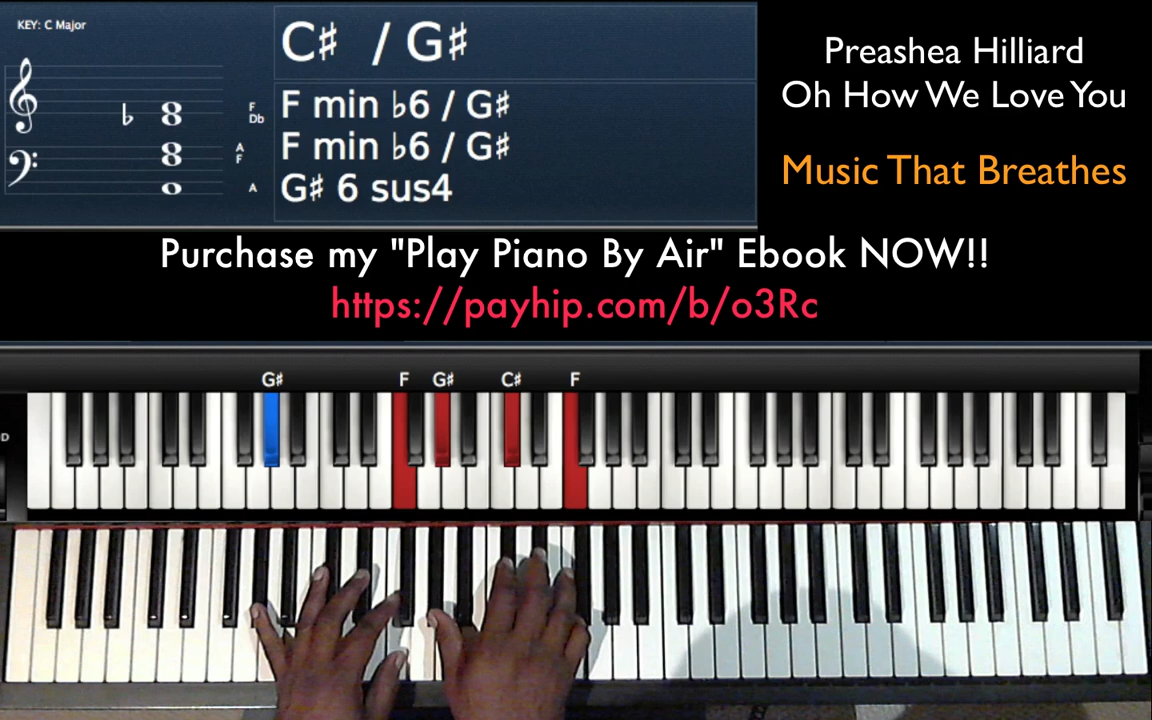 KEY: C Major
C♯ / G♯
F
Db
A
F
A
F min ♭6 / G♯
F min ♭6 / G♯
G♯ 6 sus4
Preashea Hilliard
Oh How We Love You
Music That Breathes
Purchase my "Play Piano By Air" Ebook NOW!!
https://payhip.com/b/o3Rc
G♯ F G♯ C♯ F
D